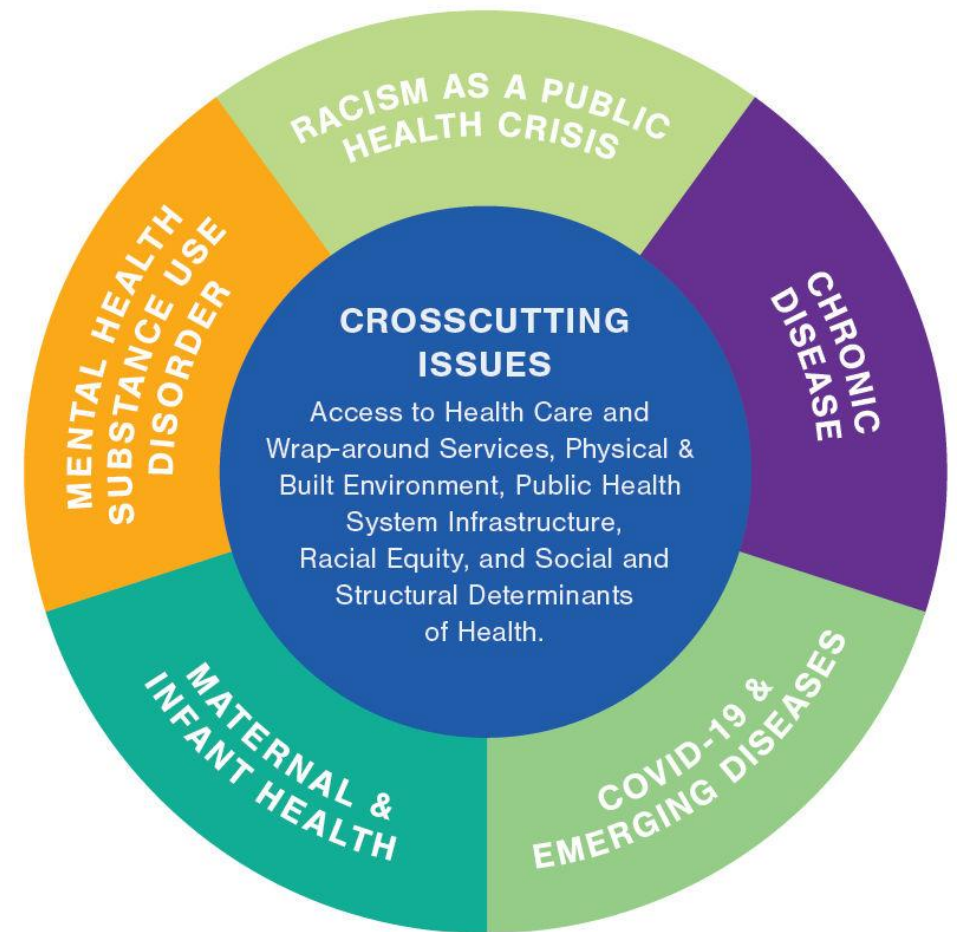 RACISM AS A PUBLIC
HEALTH CRISIS
CHRONIC
DISEASE
COVID-19 &
EMERGING DISEASES
MATERNAL &
INFANT HEALTH
MENTAL HEALTH
SUBSTANCE USE
DISORDER
CROSSCUTTING
ISSUES
Access to Health Care and
Wrap-around Services, Physical &
Built Environment, Public Health
System Infrastructure,
Racial Equity, and Social and
Structural Determinants
of Health.